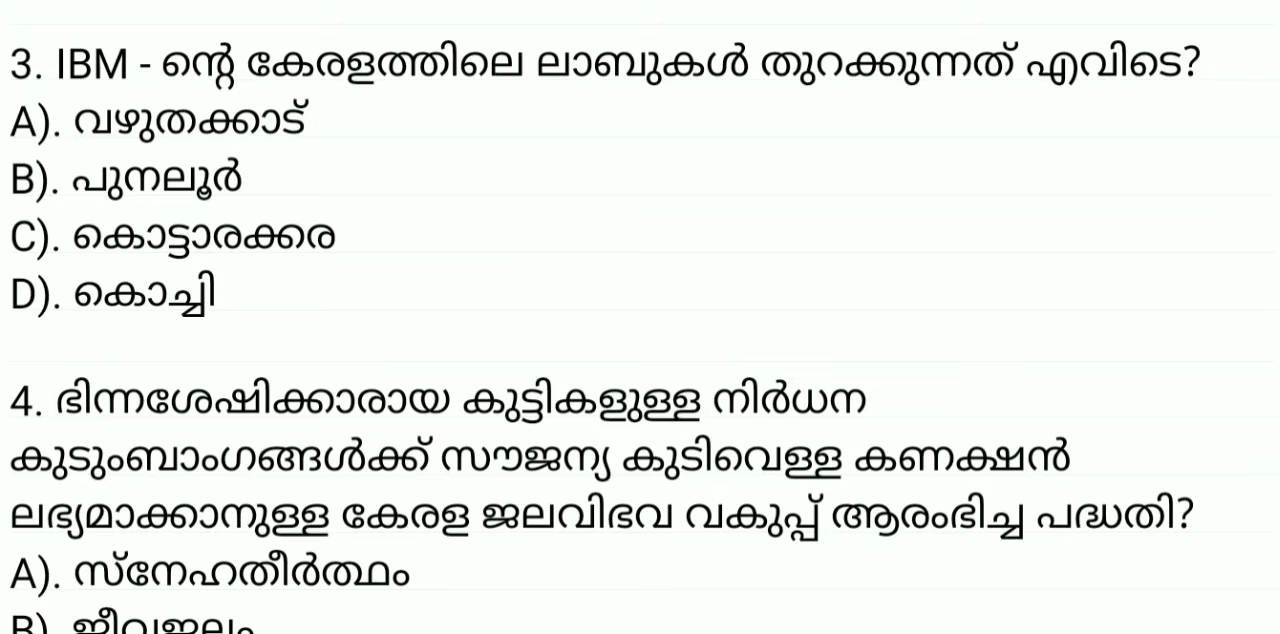 3. IBM - ന്റെ കേരളത്തിലെ ലാബുകൾ തുറക്കുന്നത് എവിടെ?
A). വഴുതക്കാട്
B). പുനലൂർ
C). കൊട്ടാരക്കര
D). കൊച്ചി
4. ഭിന്നശേഷിക്കാരായ കുട്ടികളുള്ള നിർധന
കുടുംബാംഗങ്ങൾക്ക് സൗജന്യ കുടിവെള്ള കണക്ഷൻ
ലഭ്യമാക്കാനുള്ള കേരള ജലവിഭവ വകുപ്പ് ആരംഭിച്ച പദ്ധതി?
A). സ്നേഹതീർത്ഥം
B). ജീവജലം